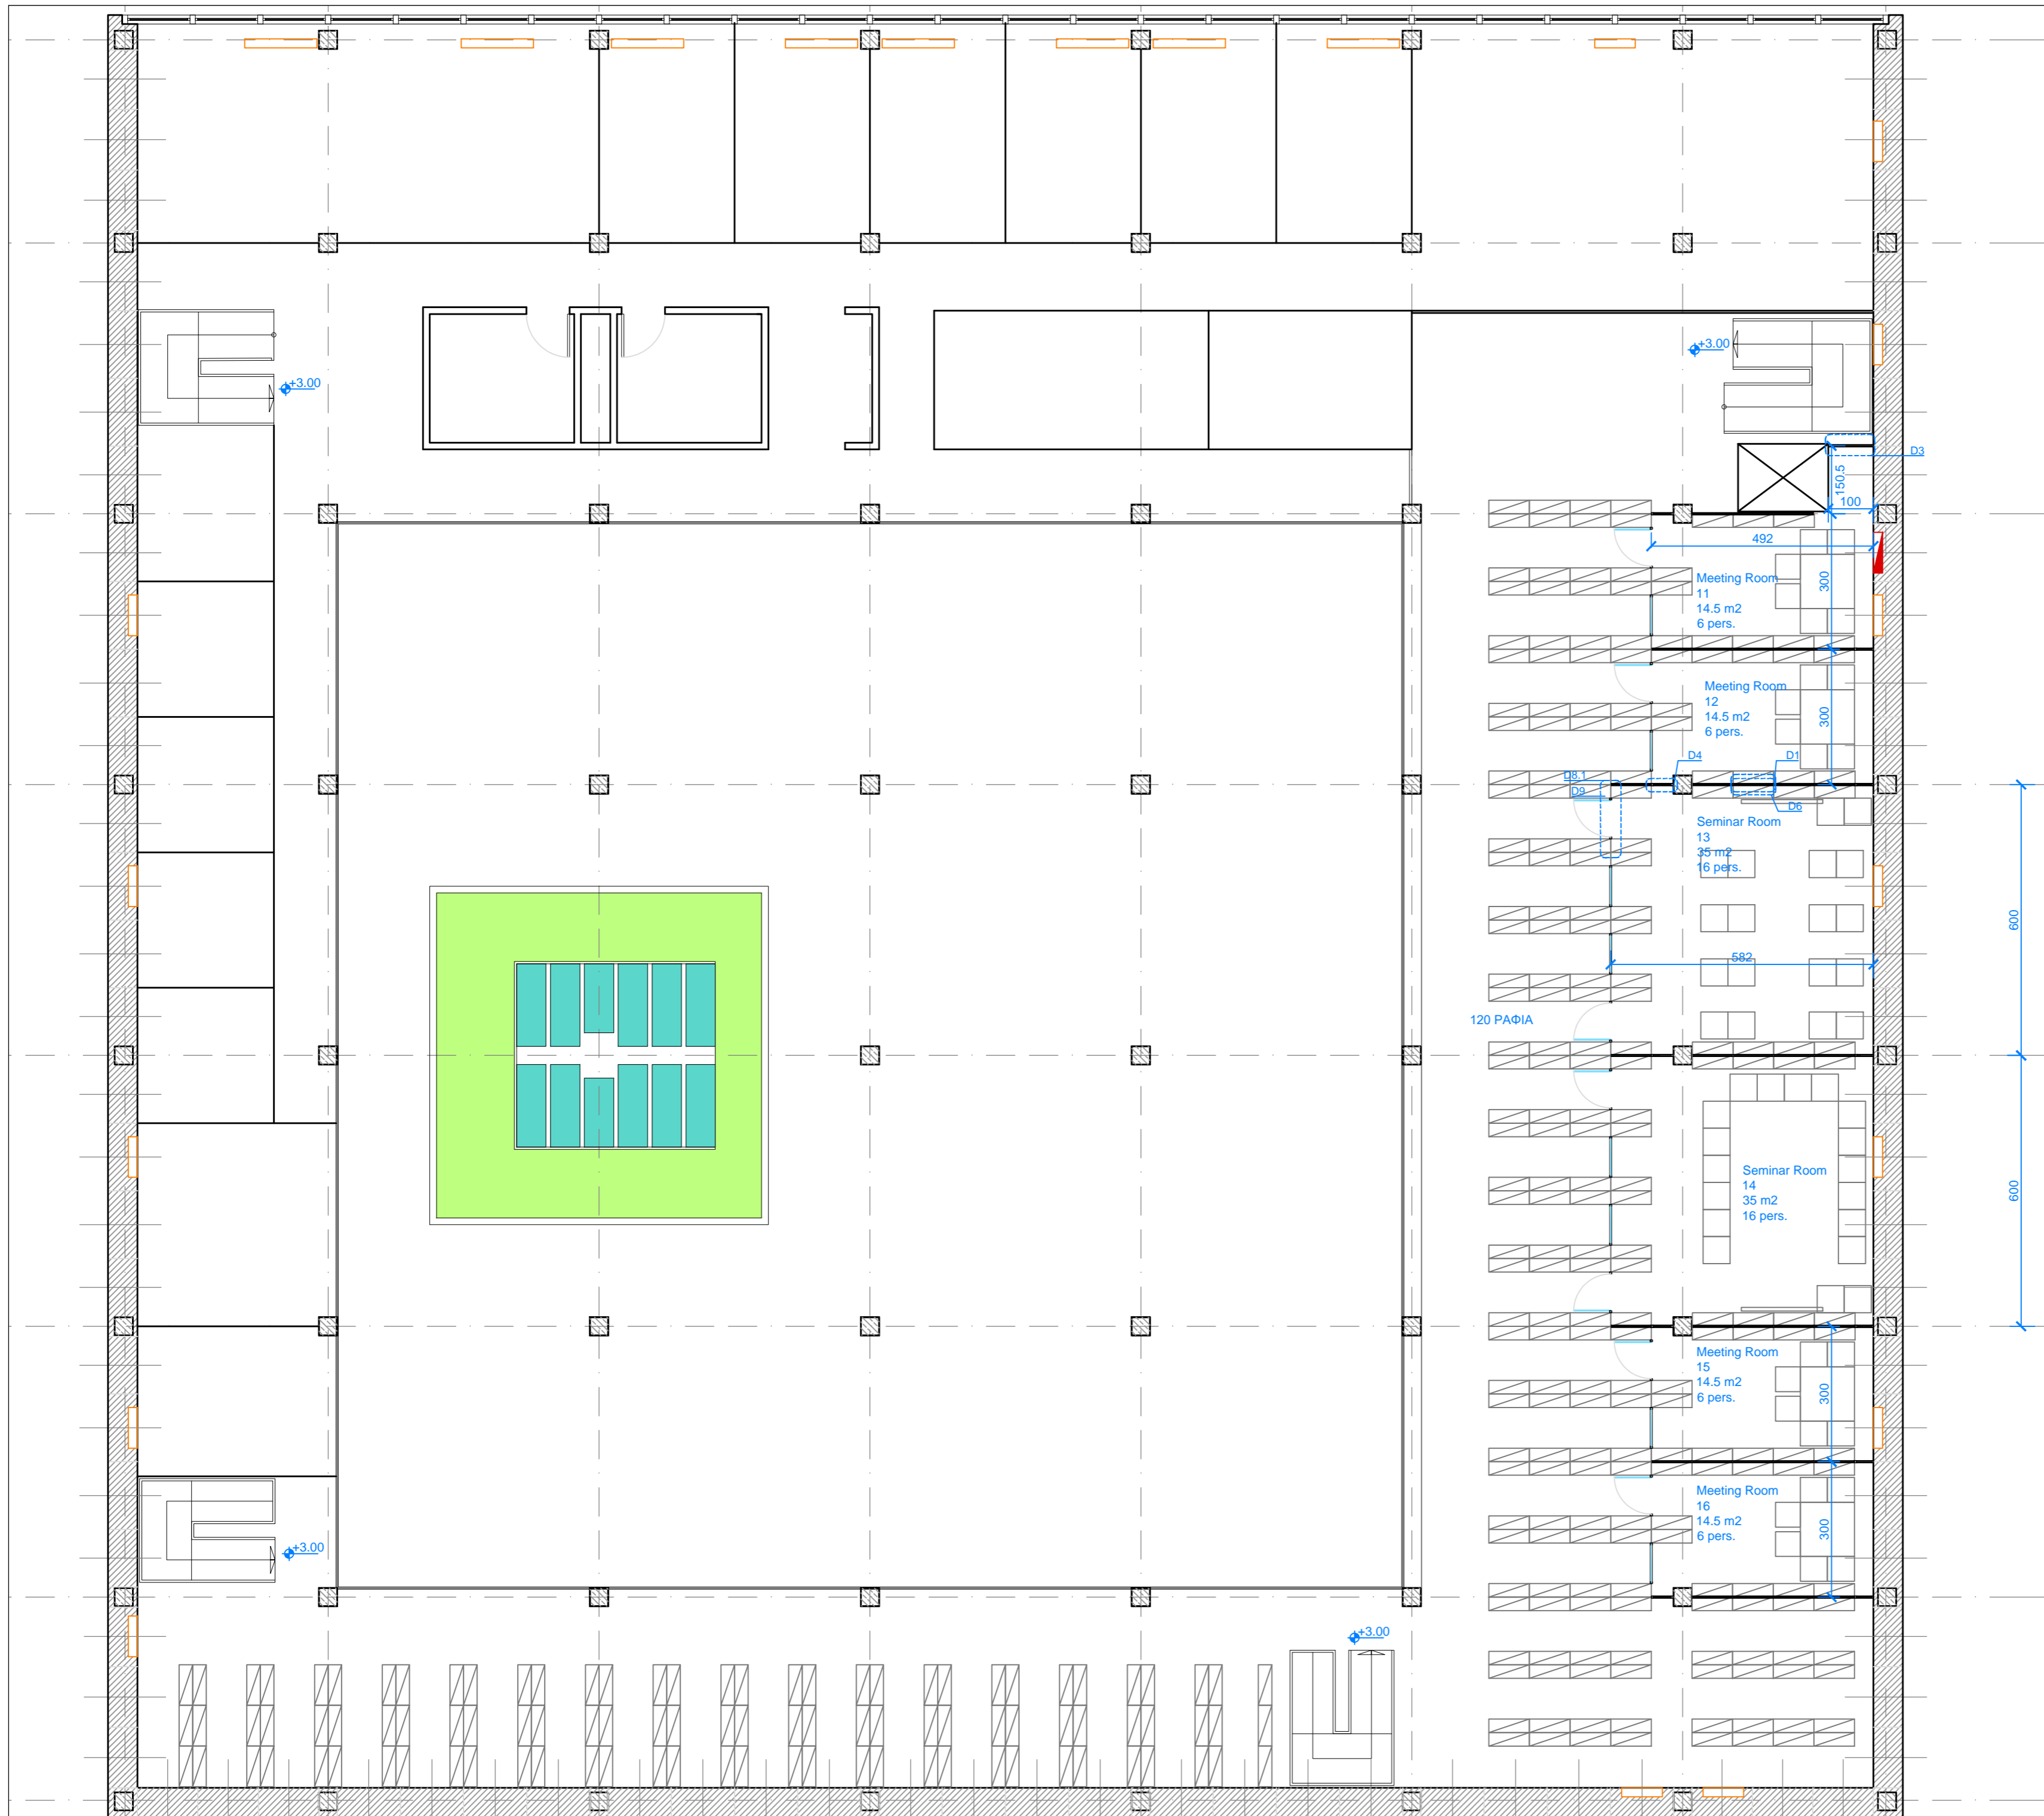 +3.00
+3.00
D3
150.5
100
492
Meeting Room
11
14.5 m2
6 pers.
300
Meeting Room
12
14.5 m2
6 pers.
300
D4
D1
D8.1
D9
D6
Seminar Room
13
35 m2
16 pers.
600
582
120 ΡΑΦΙΑ
Seminar Room
14
35 m2
16 pers.
600
Meeting Room
15
14.5 m2
6 pers.
300
Meeting Room
16
14.5 m2
6 pers.
300
+3.00
+3.00